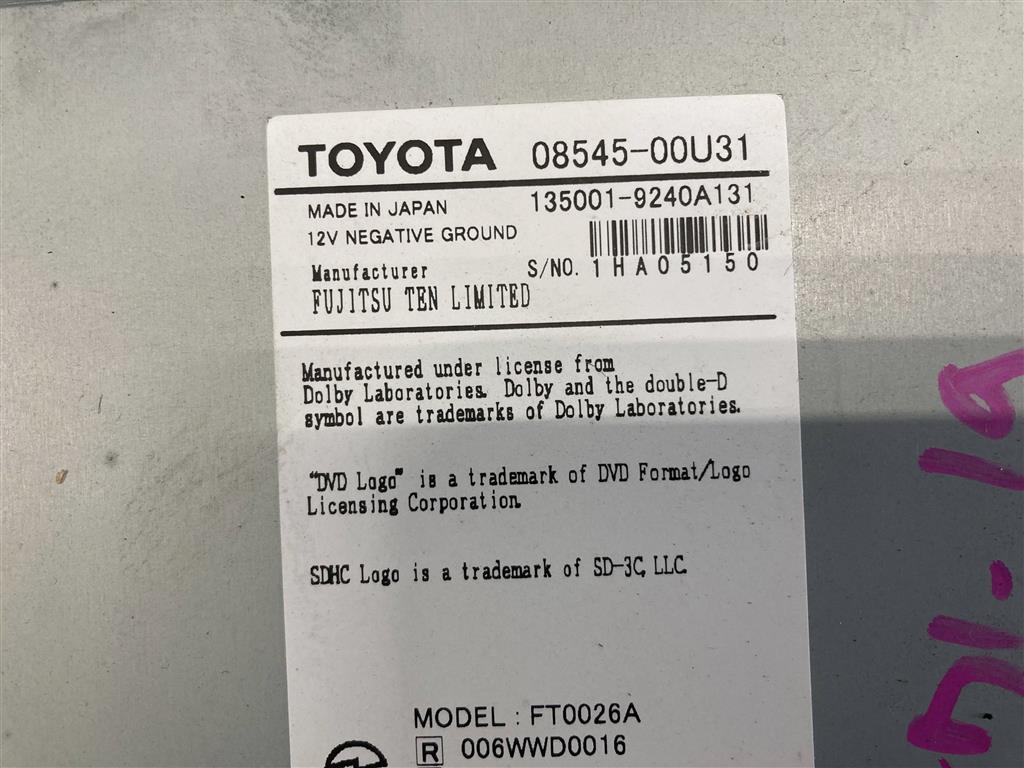 TOYOTA 08545-00U31
MADE IN JAPAN 135001-9240A131
12V NEGATIVE GROUND
Manufacturer S/NO. 1HA05150
FUJITSU TEN LIMITED
Manufactured under license from
Dolby Laboratories. Dolby and the double-D
symbol are trademarks of Dolby Laboratories.
"DVD Logo" is a trademark of DVD Format/Logo
Licensing Corporation.
SDHC Logo is a trademark of SD-3C, LLC.
MODEL : FT0026A
R 006WWD0016